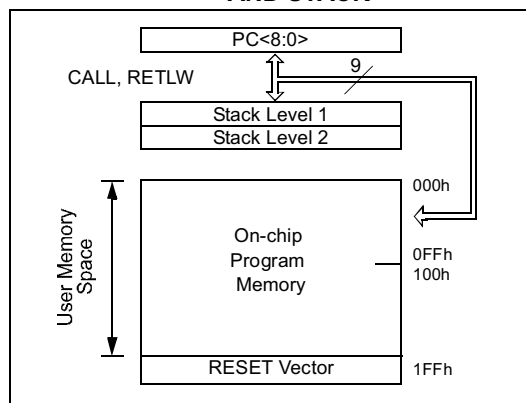 AND STACK
PC<8:0>
CALL, RETLW
9
Stack Level 1
Stack Level 2
000h
User Memory
Space
On-chip
Program
Memory
0FFh
100h
RESET Vector
1FFh